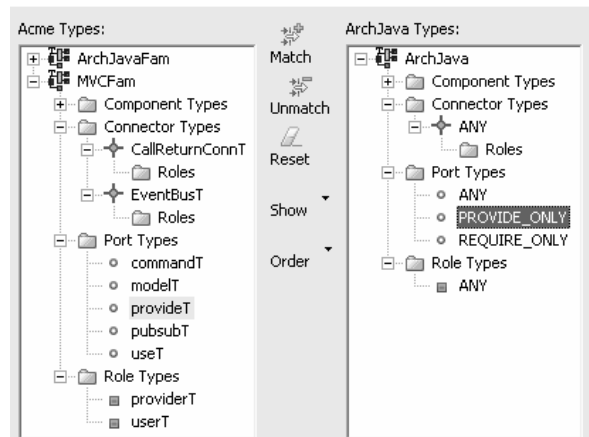 Acme Types:
ArchJavaFam
MVCFam
Component Types
Connector Types
CallReturnConnT
Roles
EventBusT
Roles
Port Types
commandT
modelT
provideT
pubsubT
useT
Role Types
providerT
userT
Match
Unmatch
Reset
Show
Order
ArchJava Types:
ArchJava
Component Types
Connector Types
ANY
Roles
Port Types
ANY
PROVIDE_ONLY
REQUIRE_ONLY
Role Types
ANY